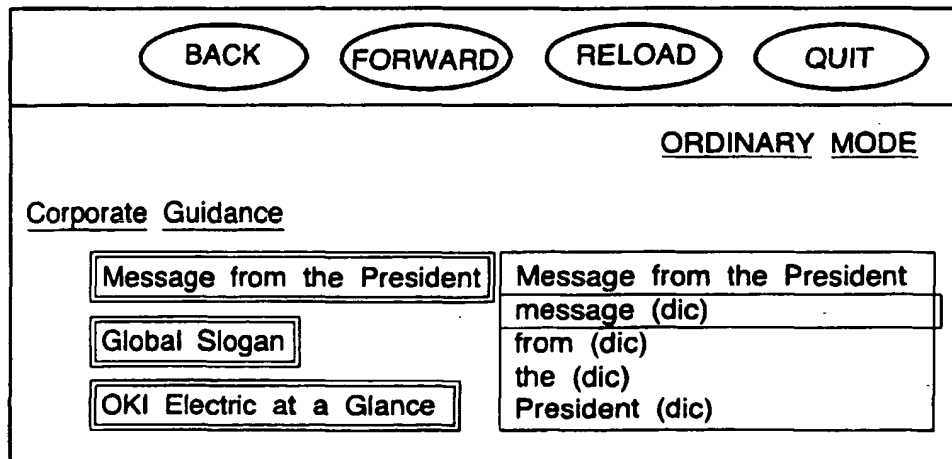 BACK FORWARD RELOAD QUIT
ORDINARY MODE
Corporate Guidance
Message from the President Message from the President
message (dic)
Global Slogan from (dic)
the (dic)
OKI Electric at a Glance President (dic)